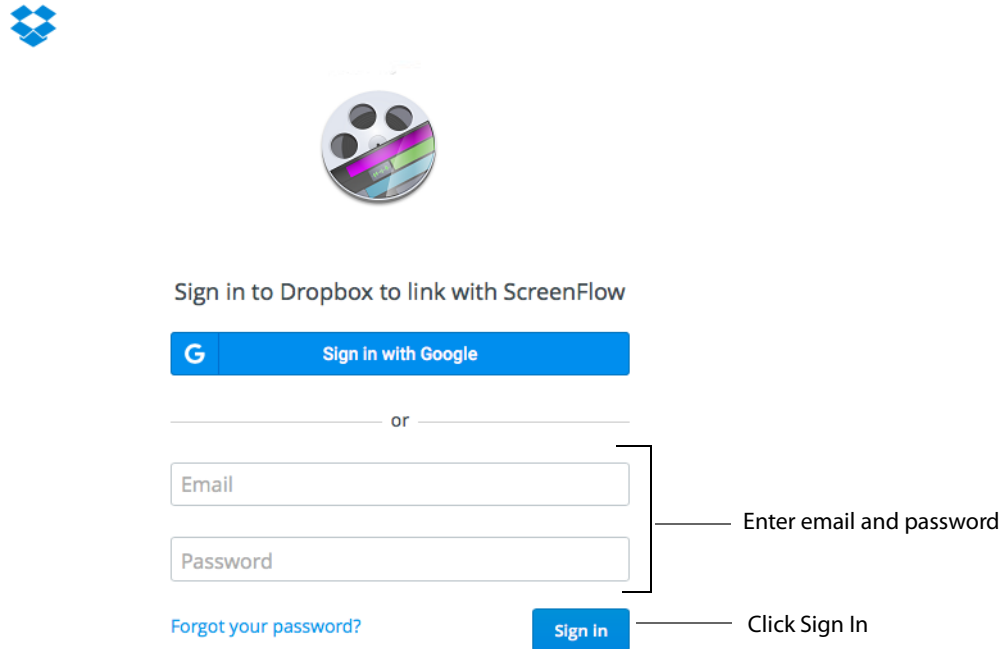 Sign in to Dropbox to link with ScreenFlow
G Sign in with Google
or
Email
Enter email and password
Password
Forgot your password?
Sign in
Click Sign In